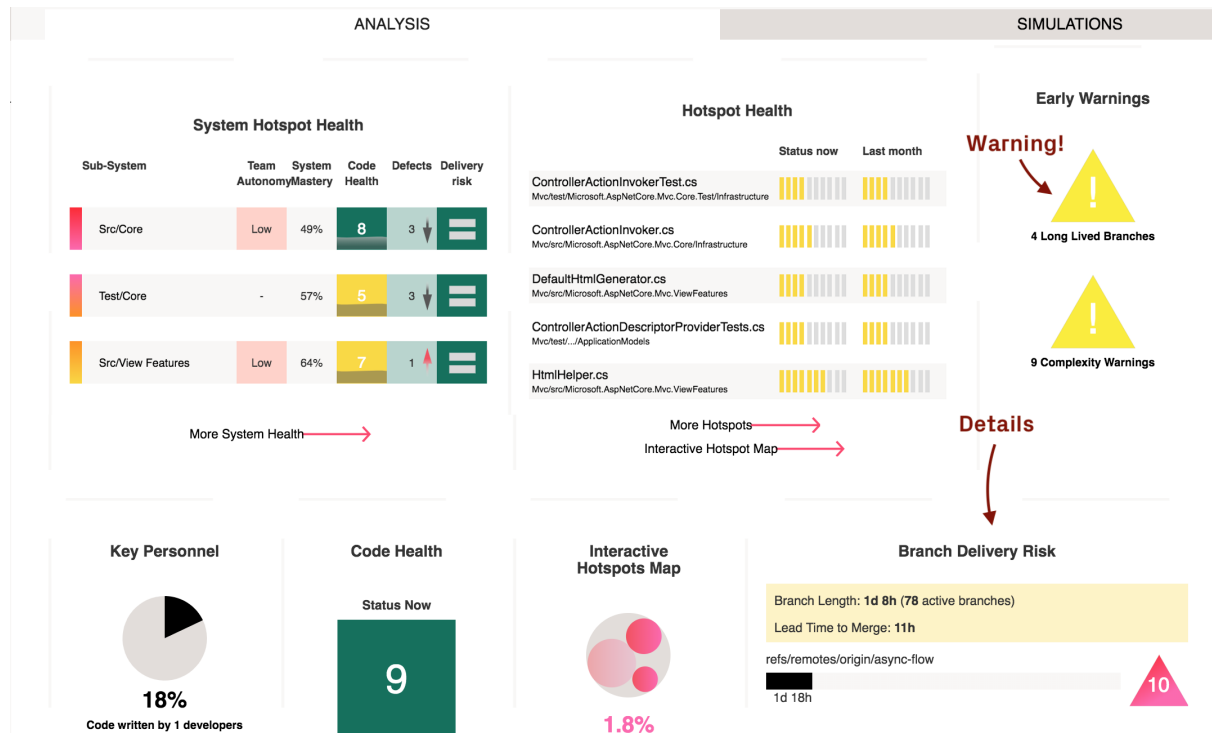 ANALYSIS
SIMULATIONS
System Hotspot Health
Sub-System
Team Autonomy
System Mastery
Code Health
Defects
Delivery risk
Src/Core
Low
49%
8
3
Test/Core
-
57%
5
3
Src/View Features
Low
64%
7
1
More System Health
Hotspot Health
Status now
Last month
ControllerActionInvokerTest.cs
Mvc/test/Microsoft.AspNetCore.Mvc.Core.Test/Infrastructure
ControllerActionInvoker.cs
Mvc/src/Microsoft.AspNetCore.Mvc.Core/Infrastructure
DefaultHtmlGenerator.cs
Mvc/src/Microsoft.AspNetCore.Mvc.ViewFeatures
ControllerActionDescriptorProviderTests.cs
Mvc/test/.../ApplicationModels
HtmlHelper.cs
Mvc/src/Microsoft.AspNetCore.Mvc.ViewFeatures
More Hotspots
Interactive Hotspot Map
Early Warnings
Warning!
!
4 Long Lived Branches
!
9 Complexity Warnings
Details
Key Personnel
18%
Code written by 1 developers
Code Health
Status Now
9
Interactive
Hotspots Map
1.8%
Branch Delivery Risk
Branch Length: 1d 8h (78 active branches)
Lead Time to Merge: 11h
refs/remotes/origin/async-flow
1d 18h
10